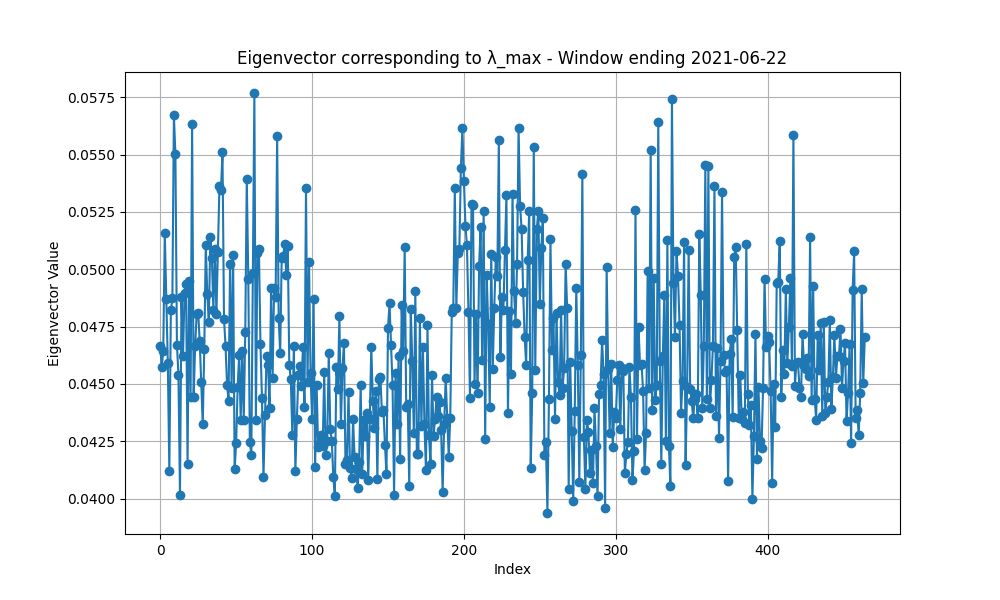 Eigenvector corresponding to λ_max - Window ending 2021-06-22
0.0575
0.0550
0.0525
0.0500
0.0475
0.0450
0.0425
0.0400
Eigenvector Value
0 100 200 300 400
Index